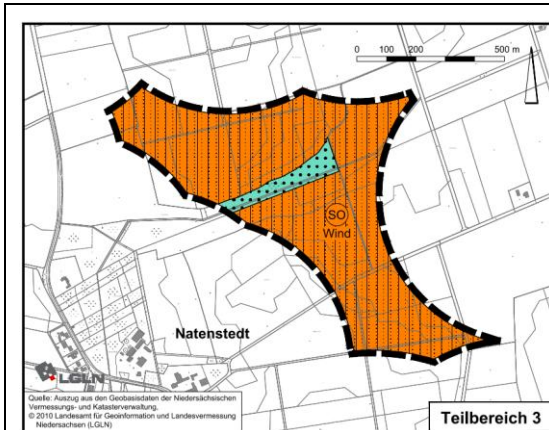 0 100 200 500 m
SO
Wind
Natenstedt
LGLN
Quelle: Auszug aus den Geobasisdaten der Niedersächsischen
Vermessungs- und Katasterverwaltung,
© 2010 Landesamt für Geoinformation und Landesvermessung
Niedersachsen (LGLN)
Teilbereich 3